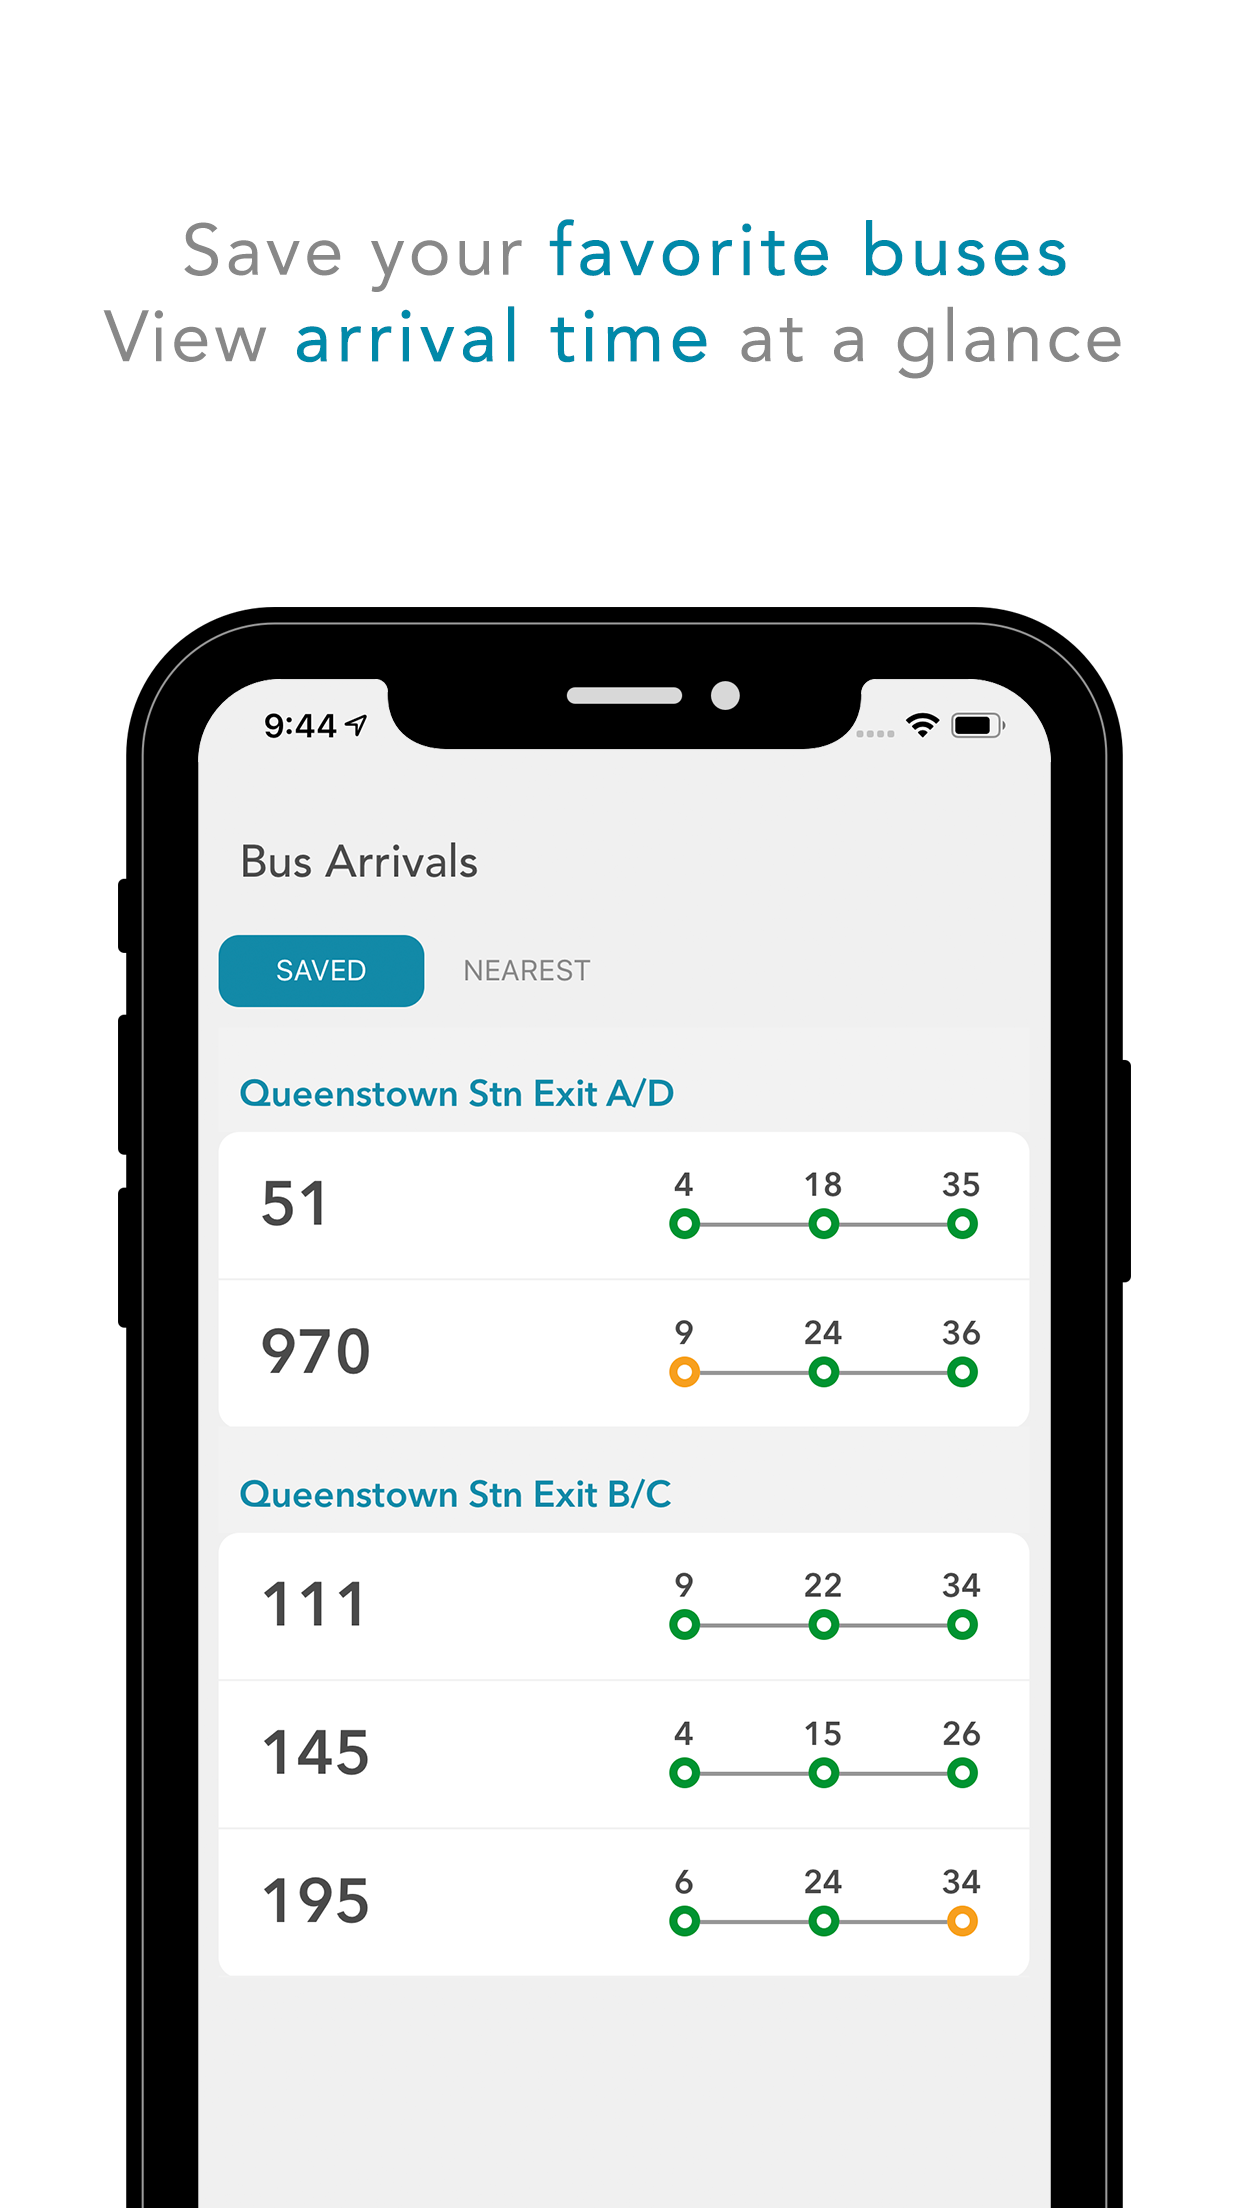 Save your favorite buses
View arrival time at a glance
9:44
Bus Arrivals
SAVED NEAREST
Queenstown Stn Exit A/D
51 4 18 35
970 9 24 36
Queenstown Stn Exit B/C
111 9 22 34
145 4 15 26
195 6 24 34